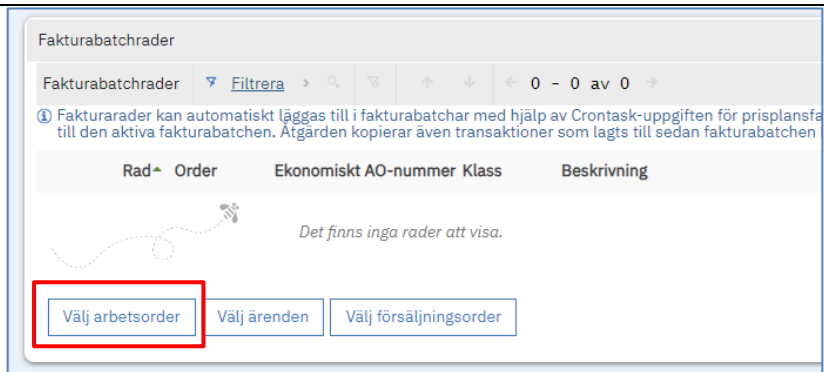 Fakturabatchrader
Fakturabatchrader Filtrera 0 - 0 av 0
Fakturarader kan automatiskt läggas till i fakturabatchar med hjälp av Crontask-uppgiften för prisplansfa
till den aktiva fakturabatchen. Åtgärden kopierar även transaktioner som lagts till sedan fakturabatchen
Rad Order Ekonomiskt AO-nummer Klass Beskrivning
Det finns inga rader att visa.
Välj arbetsorder Välj ärenden Välj försäljningsorder